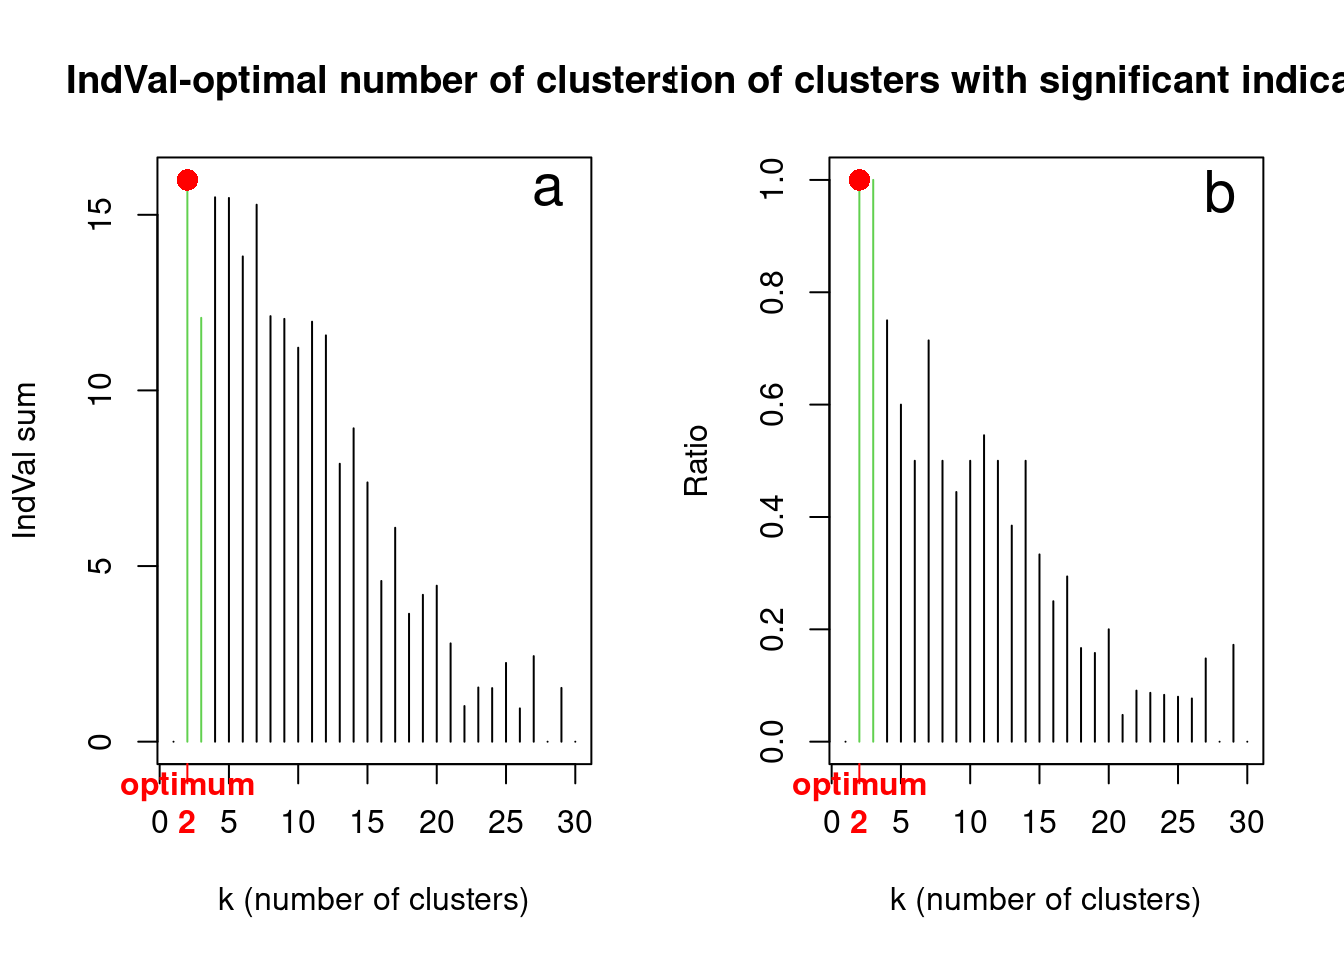 IndVal-optimal number of clusters
tion of clusters with significant indica
a
IndVal sum
0
5
10
15
optimum
0 2 5 10 15 20 25 30
k (number of clusters)
b
Ratio
0.0
0.2
0.4
0.6
0.8
1.0
optimum
0 2 5 10 15 20 25 30
k (number of clusters)